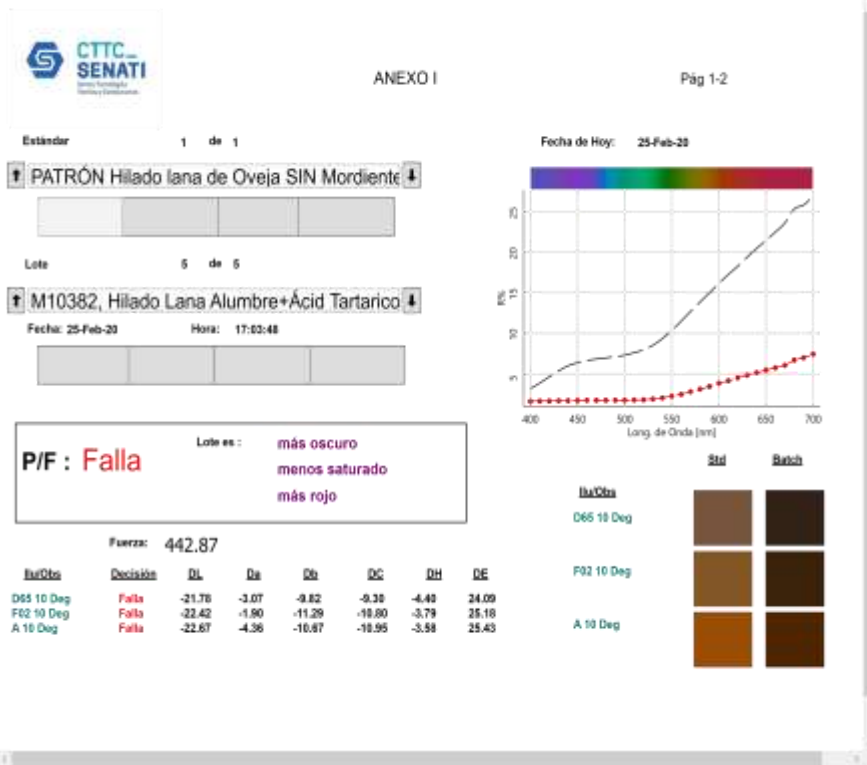 CTTC_
SENATI
ANEXO I
Pág 1-2
Estándar 1 de 1
Fecha de Hoy: 25-Feb-20
PATRÓN Hilado lana de Oveja SIN Mordiente
Lote 5 de 5
M10382, Hilado Lana Alumbre+Ácid Tartarico
Fecha: 25-Feb-20 Hora: 17:03:48
R%
25
20
15
10
5
400 450 500 550 600 650 700
Long. de Onda [nm]
P/F : Falla
Lote es :
más oscuro
menos saturado
más rojo
Fuerza: 442.87
Ilu/Obs Decisión DL Da Db DC DH DE
D65 10 Deg Falla -21.78 -3.07 -9.82 -9.30 -4.40 24.09
F02 10 Deg Falla -22.42 -1.90 -11.29 -10.80 -3.79 25.18
A 10 Deg Falla -22.67 -4.36 -10.67 -10.95 -3.58 25.43
Std Batch
Ilu/Obs
D65 10 Deg
F02 10 Deg
A 10 Deg